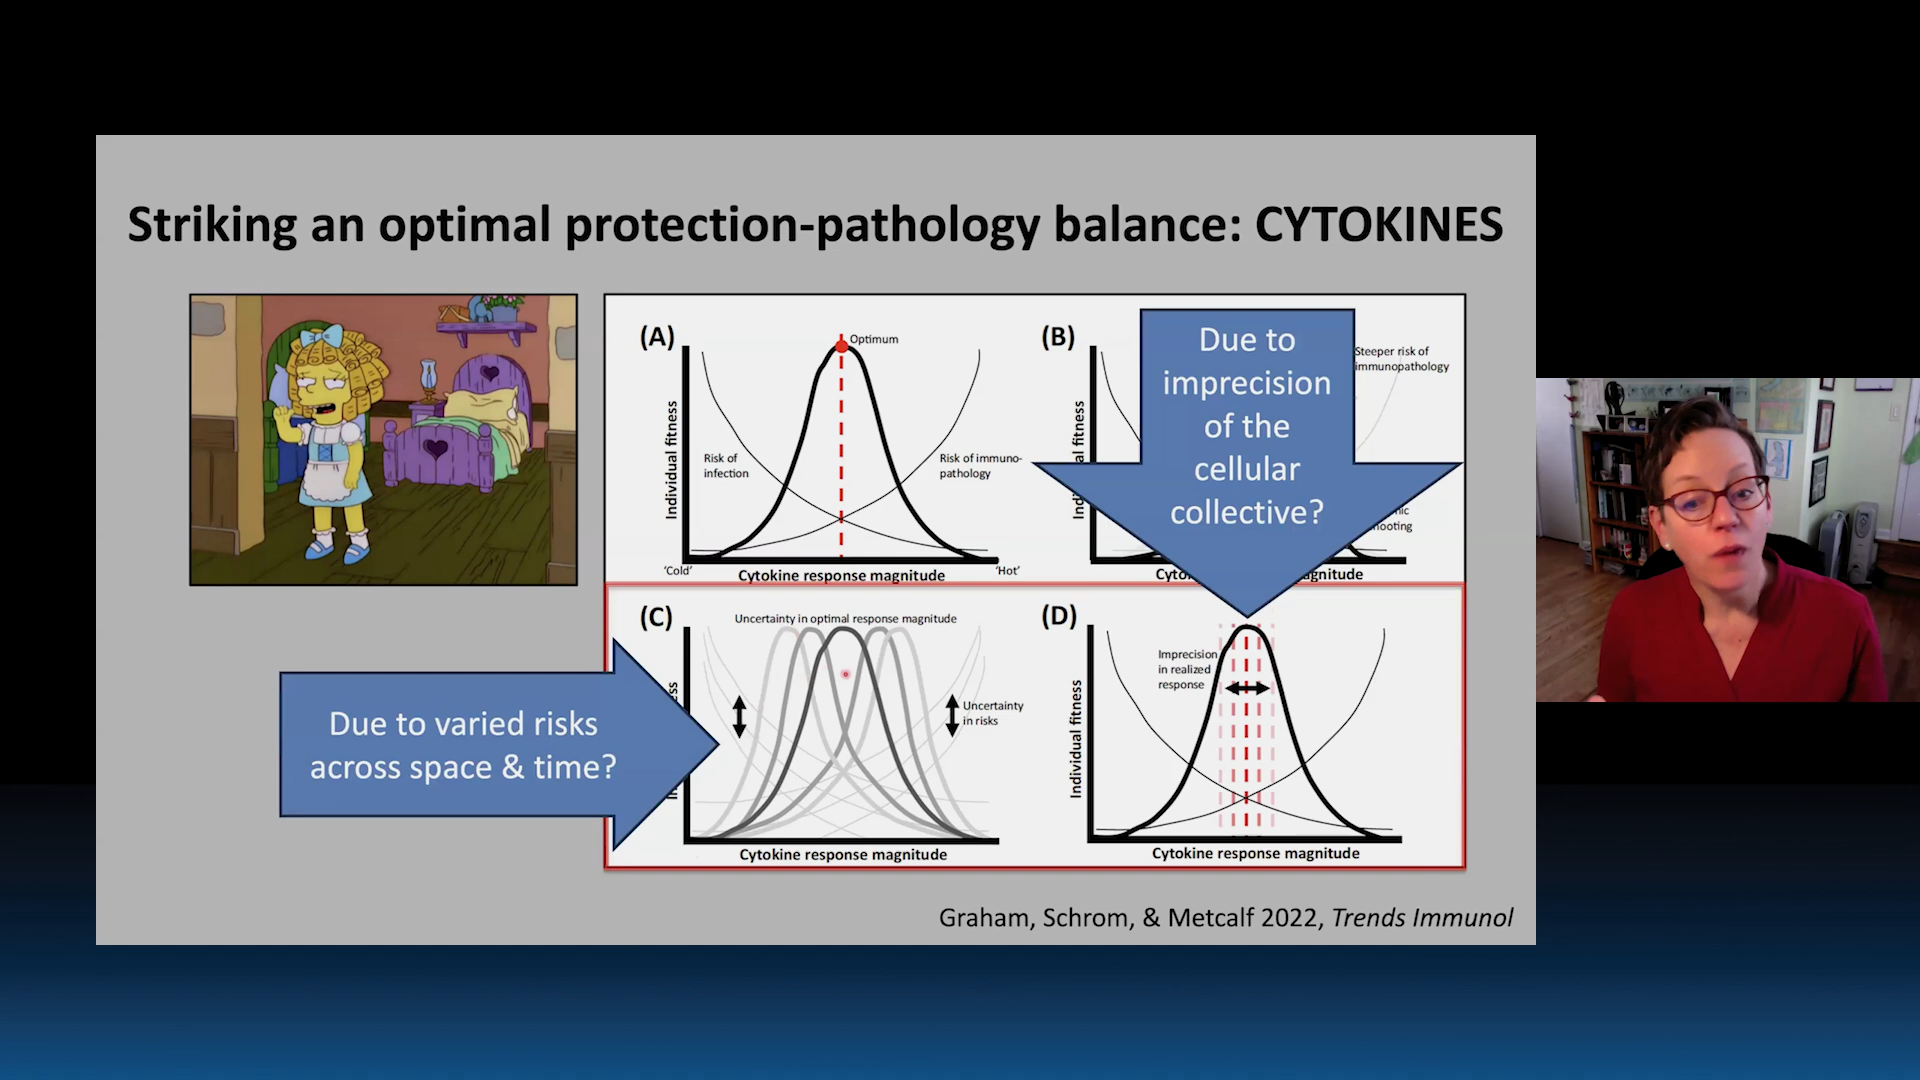 Striking an optimal protection-pathology balance: CYTOKINES
(A)
Optimum
Individual fitness
Risk of
infection
Risk of immuno-
pathology
‘Cold’
‘Hot’
Cytokine response magnitude
(B)
Steeper risk of
immunopathology
Due to
imprecision
of the
cellular
collective?
(C)
Uncertainty in optimal response magnitude
Uncertainty
in risks
Cytokine response magnitude
Due to varied risks
across space & time?
(D)
Imprecision
in realized
response
Individual fitness
Cytokine response magnitude
Graham, Schrom, & Metcalf 2022, Trends Immunol